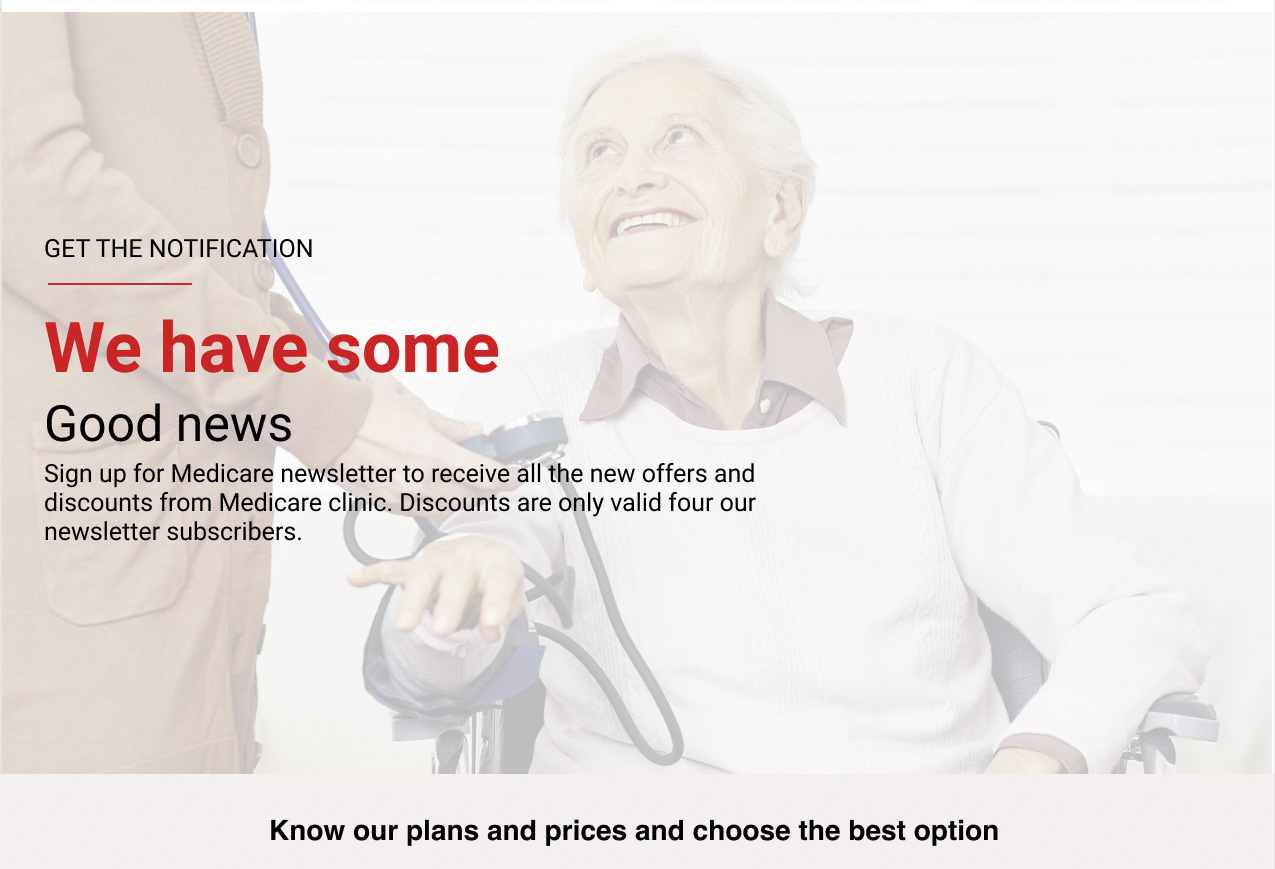 GET THE NOTIFICATION
We have some
Good news
Sign up for Medicare newsletter to receive all the new offers and
discounts from Medicare clinic. Discounts are only valid four our
newsletter subscribers.
Know our plans and prices and choose the best option